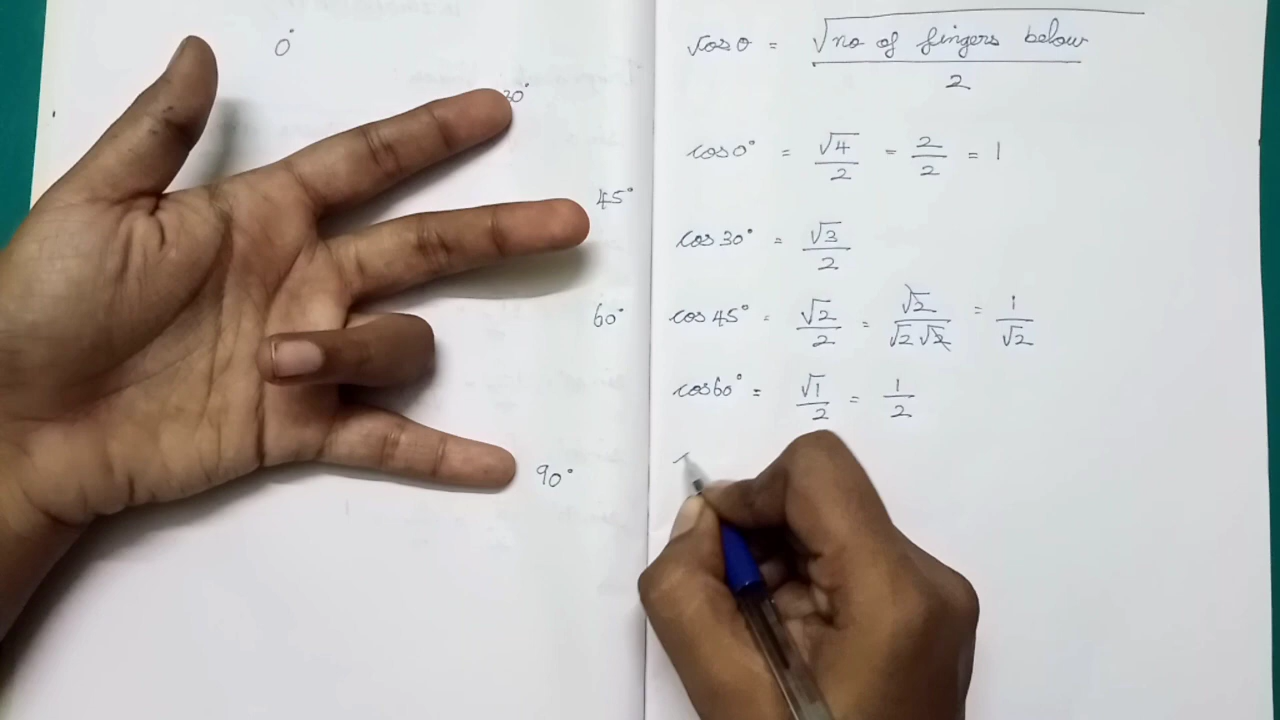 0°
30°
45°
60°
90°
cos θ = √no of fingers below / 2
cos 0° = √4 / 2 = 2 / 2 = 1
cos 30° = √3 / 2
cos 45° = √2 / 2 = √2 / √2 √2 = 1 / √2
cos 60° = √1 / 2 = 1 / 2